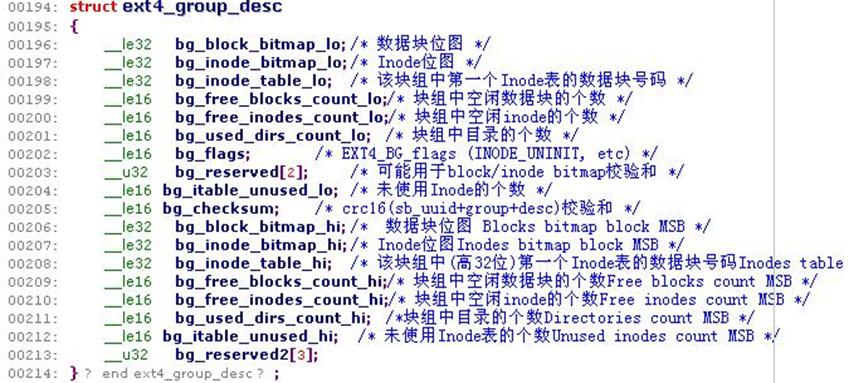 00194: struct ext4_group_desc
00195: {
00196: __le32 bg_block_bitmap_lo; /* 数据块位图 */
00197: __le32 bg_inode_bitmap_lo; /* Inode位图 */
00198: __le32 bg_inode_table_lo; /* 该块组中第一个Inode表的数据块号码 */
00199: __le16 bg_free_blocks_count_lo;/* 块组中空闲数据块的个数 */
00200: __le16 bg_free_inodes_count_lo;/* 块组中空闲inode的个数 */
00201: __le16 bg_used_dirs_count_lo; /* 块组中目录的个数 */
00202: __le16 bg_flags; /* EXT4_BG_flags (INODE_UNINIT, etc) */
00203: __u32 bg_reserved[2]; /* 可能用于block/inode bitmap校验和 */
00204: __le16 bg_itable_unused_lo; /* 未使用Inode的个数 */
00205: __le16 bg_checksum; /* crc16(sb_uuid+group+desc)校验和 */
00206: __le32 bg_block_bitmap_hi; /* 数据块位图 Blocks bitmap block MSB */
00207: __le32 bg_inode_bitmap_hi; /* Inode位图Inodes bitmap block MSB */
00208: __le32 bg_inode_table_hi; /* 该块组中(高32位)第一个Inode表的数据块号码Inodes table
00209: __le16 bg_free_blocks_count_hi;/* 块组中空闲数据块的个数Free blocks count MSB */
00210: __le16 bg_free_inodes_count_hi;/* 块组中空闲inode的个数Free inodes count MSB */
00211: __le16 bg_used_dirs_count_hi; /*块组中目录的个数Directories count MSB */
00212: __le16 bg_itable_unused_hi; /* 未使用Inode表的个数Unused inodes count MSB */
00213: __u32 bg_reserved2[3];
00214: } ? end ext4_group_desc ? ;